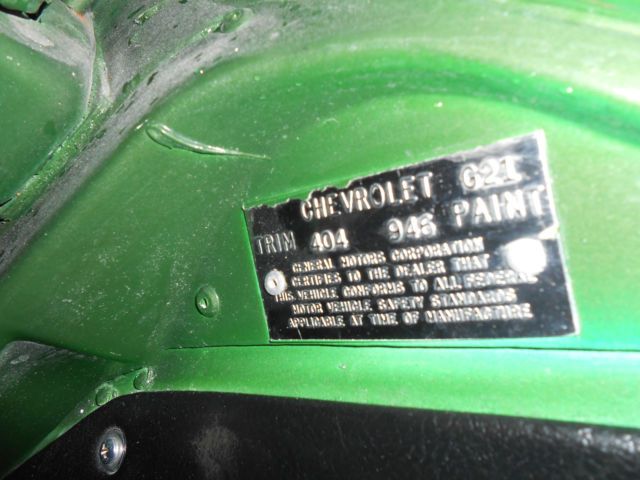 CHEVROLET G21
TRIM 404 946 PAINT
GENERAL MOTORS CORPORATION
CERTIFIES TO THE DEALER THAT
THIS VEHICLE CONFORMS TO ALL FEDERAL
MOTOR VEHICLE SAFETY STANDARDS
APPLICABLE AT TIME OF MANUFACTURE